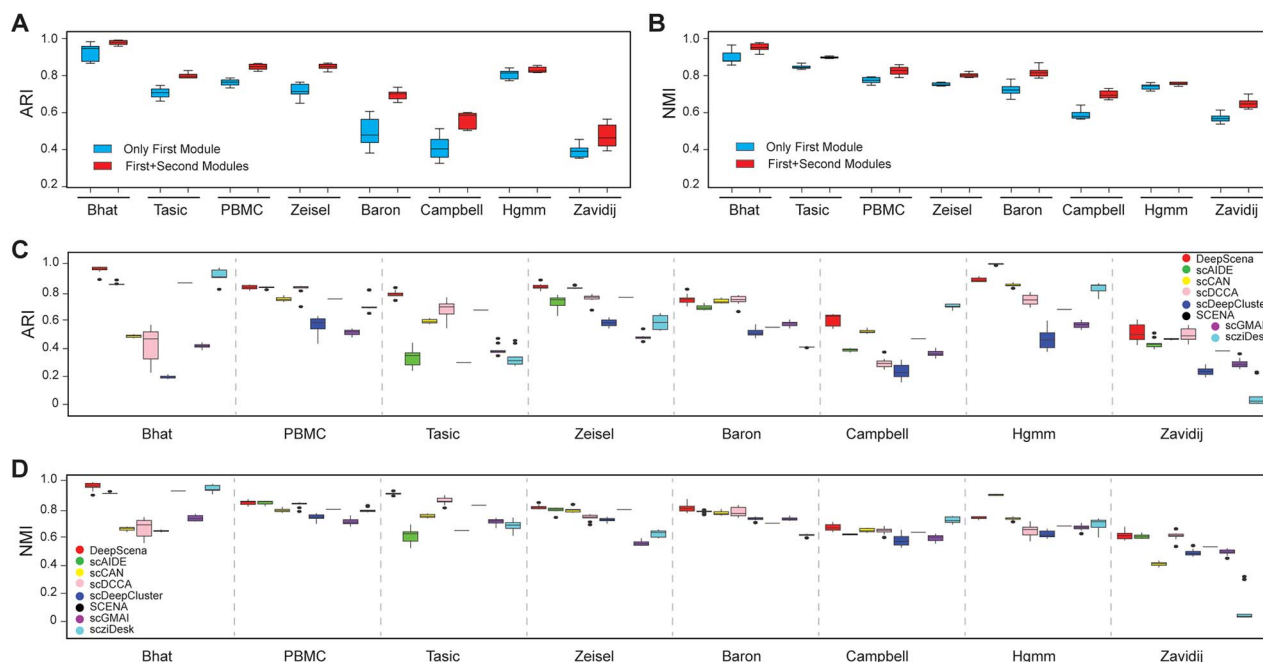 A
ARI
1.0
0.8
0.6
0.4
0.2
Only First Module
First+Second Modules
Bhat Tasic PBMC Zeisel Baron Campbell Hgmm Zavidij
B
NMI
1.0
0.8
0.6
0.4
0.2
Only First Module
First+Second Modules
Bhat Tasic PBMC Zeisel Baron Campbell Hgmm Zavidij
C
ARI
1.0
0.8
0.6
0.4
0.2
0
DeepScena
scAIDE
scCAN
scDCCA
scDeepCluster
SCENA scGMAI
scziDesk
Bhat PBMC Tasic Zeisel Baron Campbell Hgmm Zavidij
D
NMI
1.0
0.8
0.6
0.4
0.2
0
DeepScena
scAIDE
scCAN
scDCCA
scDeepCluster
SCENA
scGMAI
scziDesk
Bhat PBMC Tasic Zeisel Baron Campbell Hgmm Zavidij